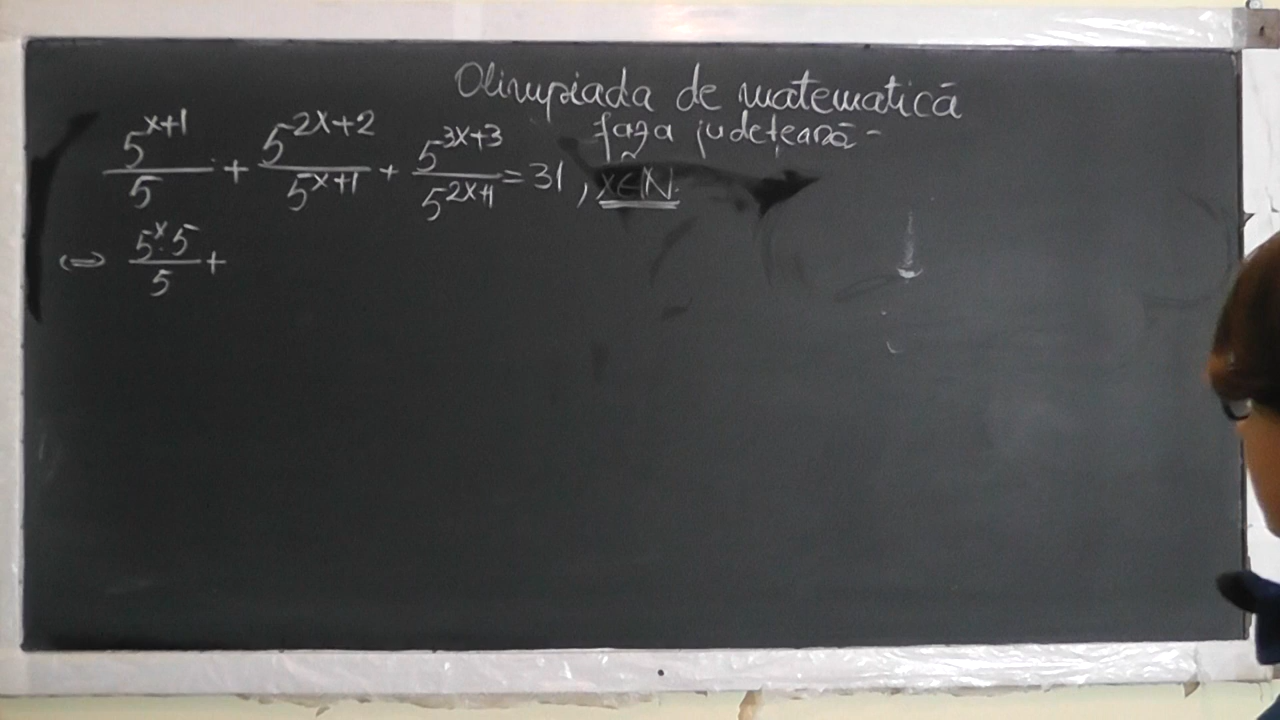 Olimpiada de matematică
faza județeană -
5^{x+1}/5 + 5^{2x+2}/5^{x+1} + 5^{3x+3}/5^{2x+1} = 31, x∈ℕ.
⇔ 5^x·5/5 +